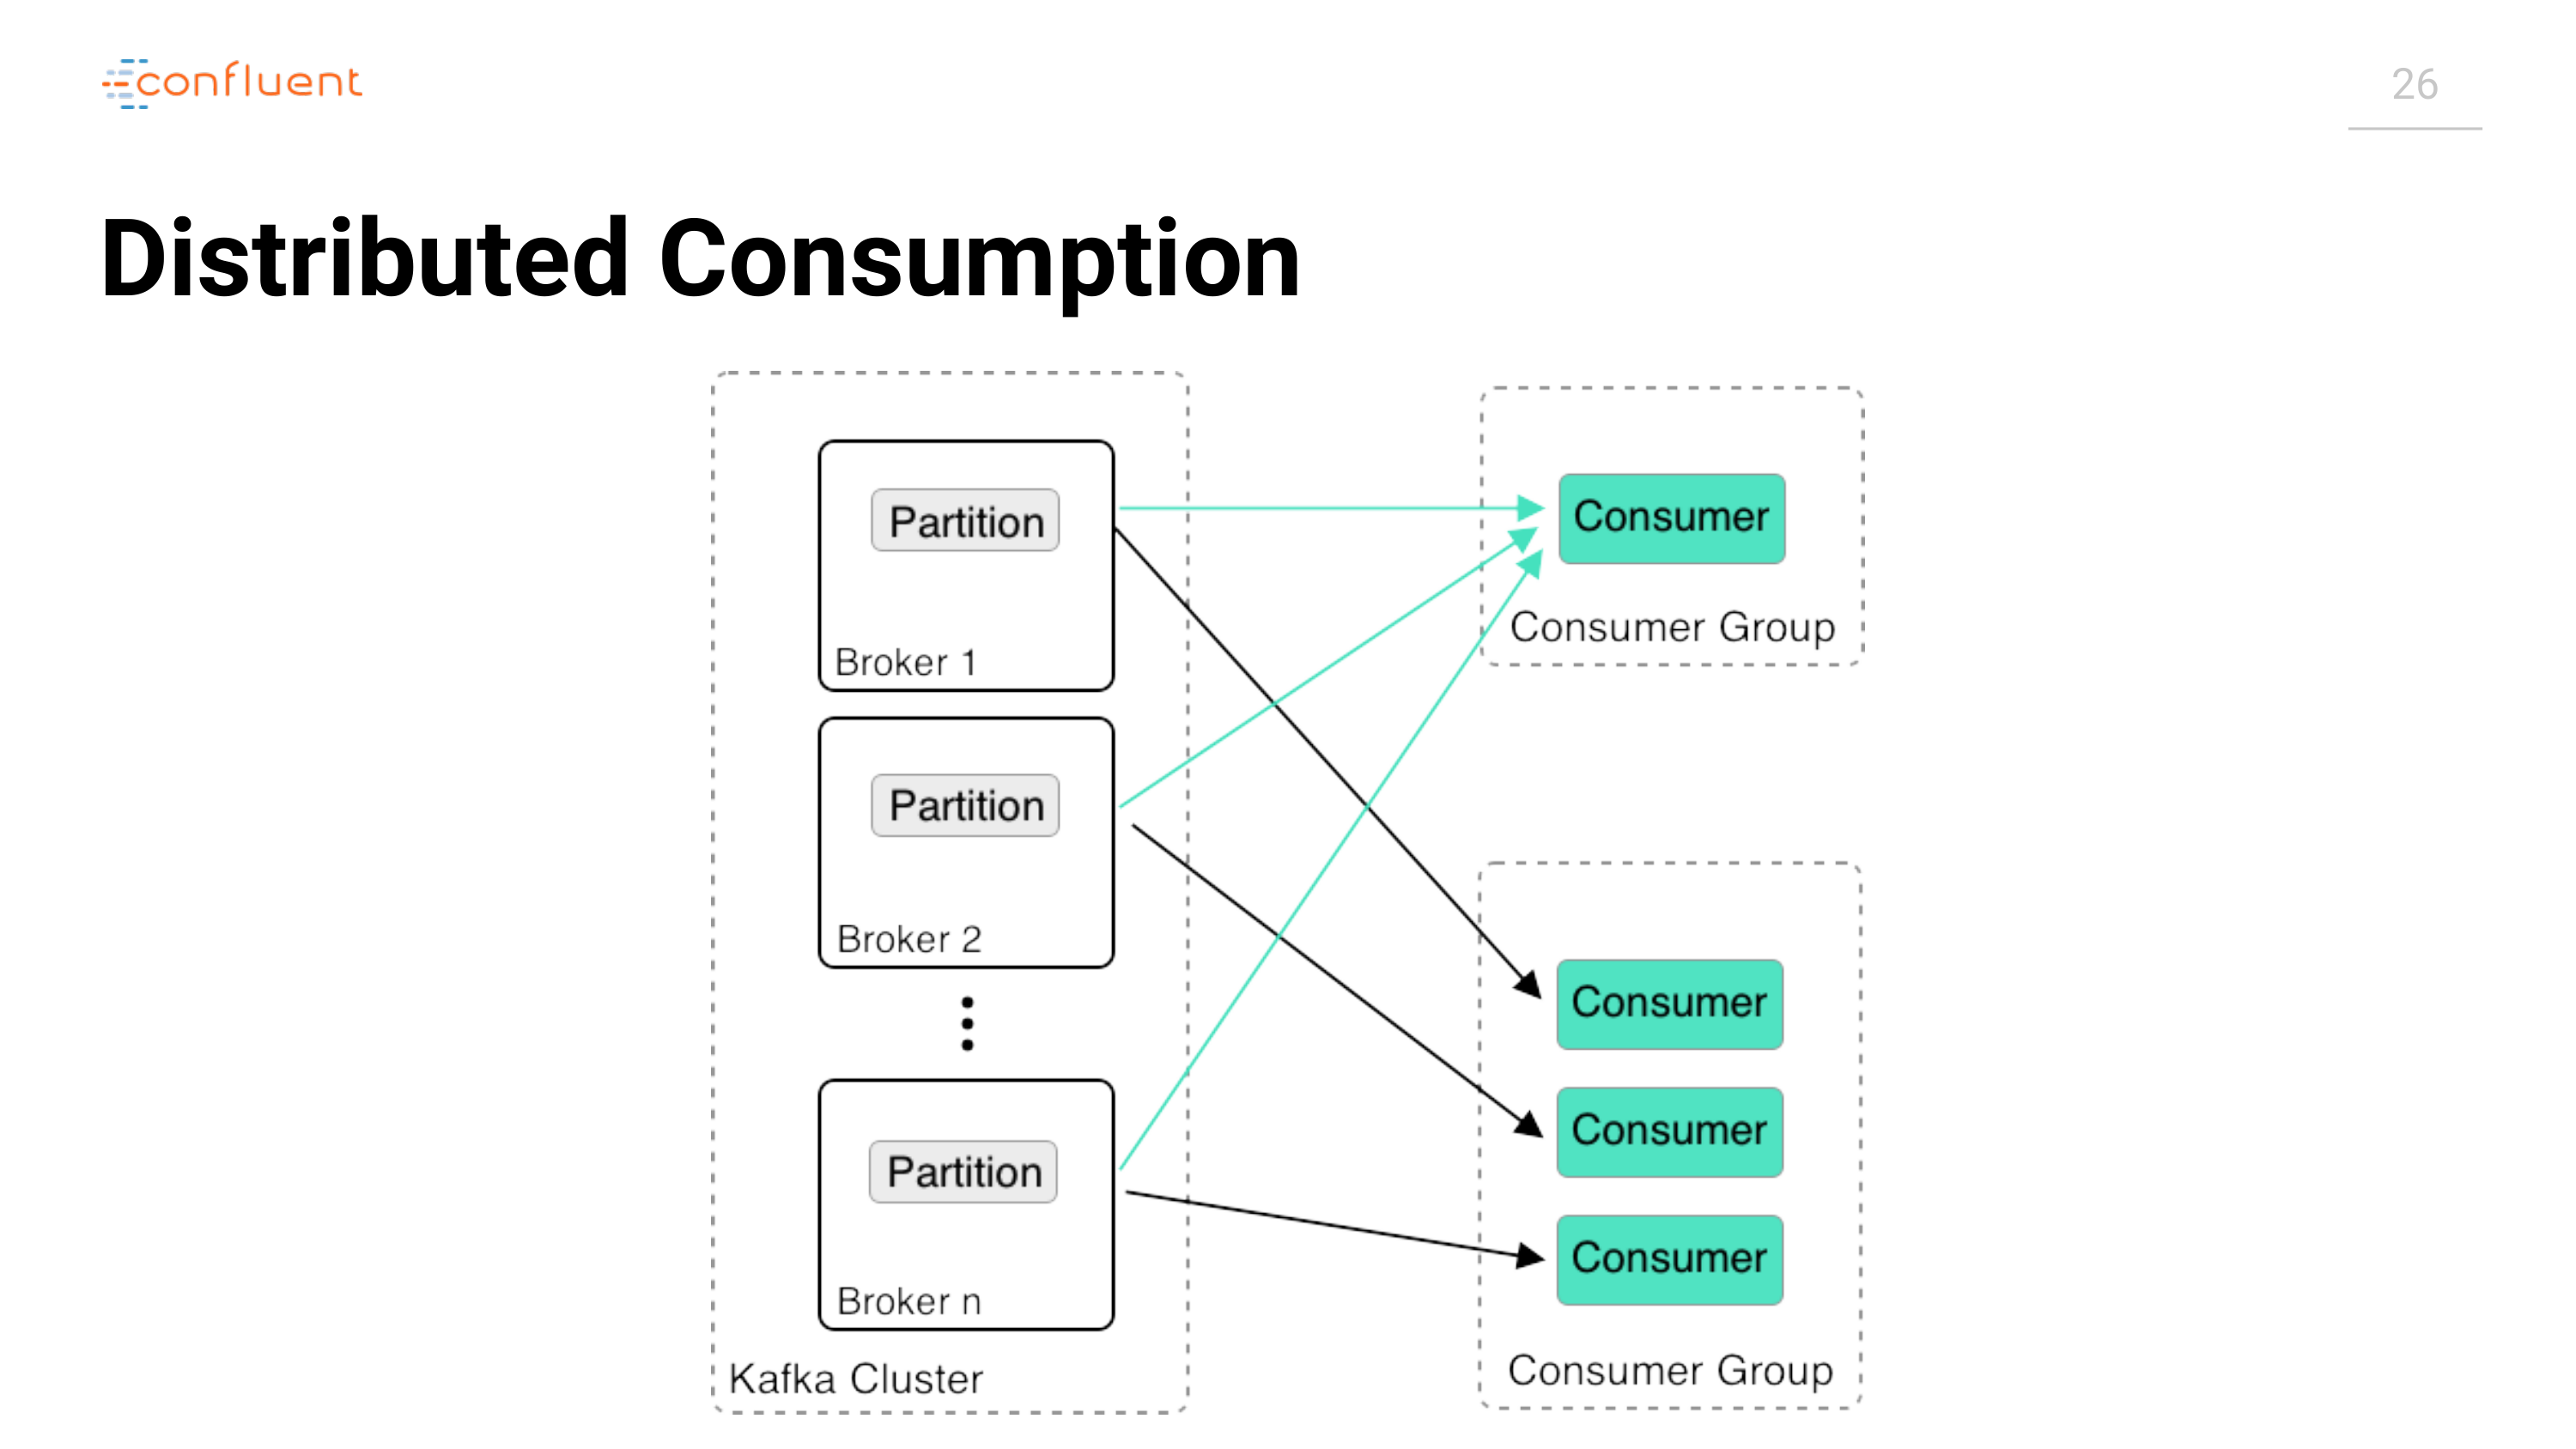 confluent
26
Distributed Consumption
Partition
Broker 1
Partition
Broker 2
Partition
Broker n
Kafka Cluster
Consumer
Consumer Group
Consumer
Consumer
Consumer
Consumer Group